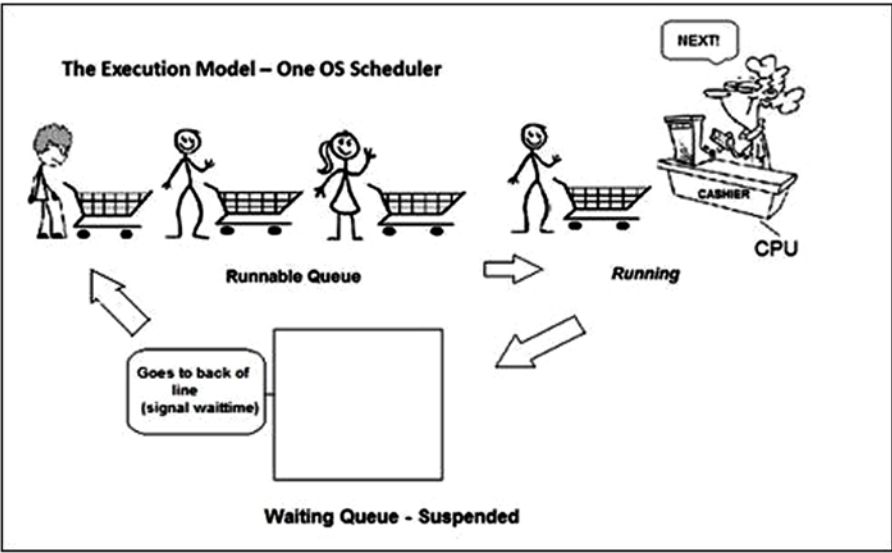 NEXT!
The Execution Model – One OS Scheduler
CASHIER
CPU
Runnable Queue
Running
Goes to back of
line
(signal waittime)
Waiting Queue - Suspended